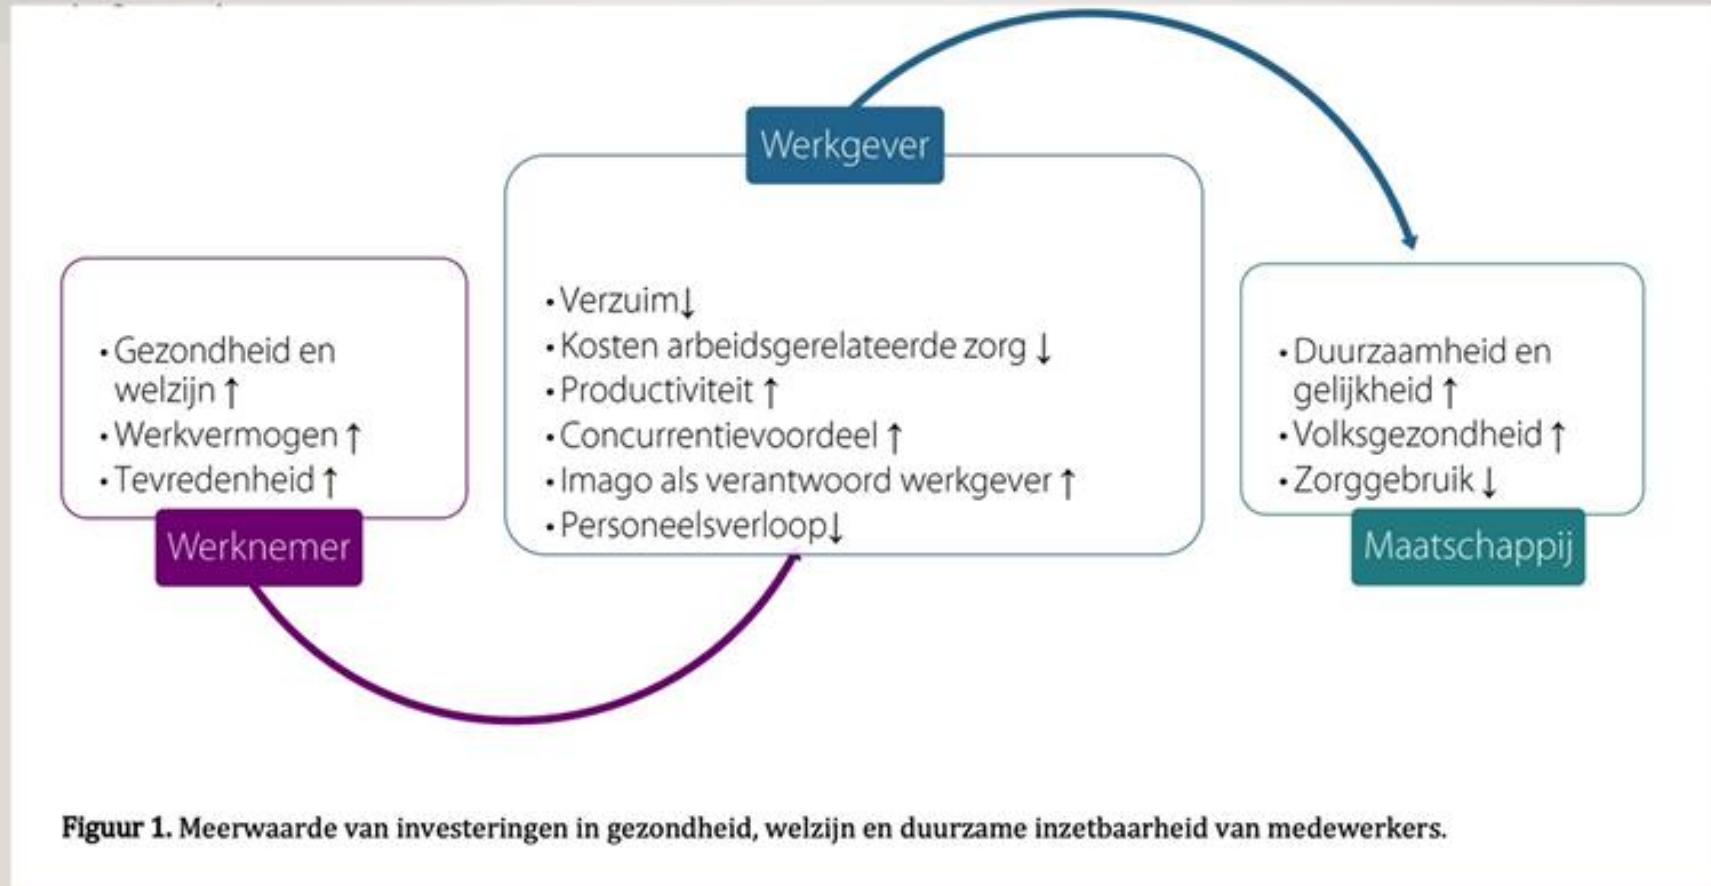 Werkgever
• Verzuim↓
• Kosten arbeidsgerelateerde zorg ↓
• Productiviteit ↑
• Concurrentievoordeel ↑
• Imago als verantwoord werkgever ↑
• Personeelsverloop↓
• Gezondheid en
welzijn ↑
• Werkvermogen ↑
• Tevredenheid ↑
Werknemer
• Duurzaamheid en
gelijkheid ↑
• Volksgezondheid ↑
• Zorggebruik ↓
Maatschappij
Figuur 1. Meerwaarde van investeringen in gezondheid, welzijn en duurzame inzetbaarheid van medewerkers.